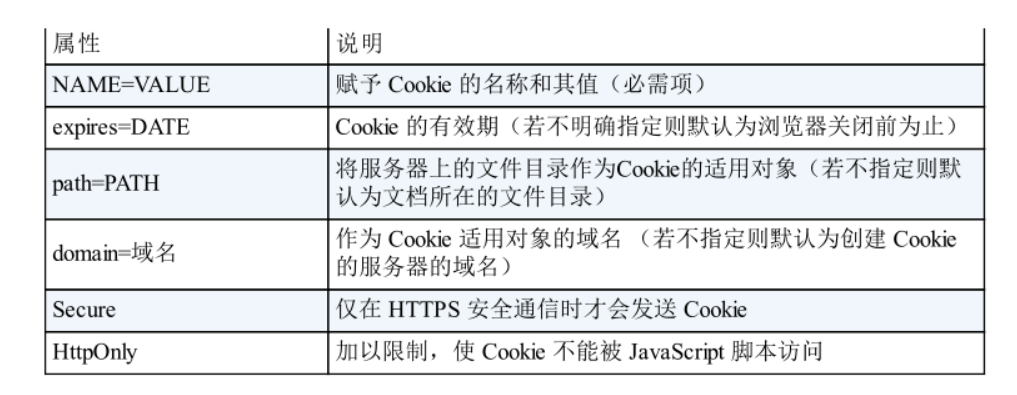 属性
说明
NAME=VALUE
赋予 Cookie 的名称和其值（必需项）
expires=DATE
Cookie 的有效期（若不明确指定则默认为浏览器关闭前为止）
path=PATH
将服务器上的文件目录作为Cookie的适用对象（若不指定则默
认为文档所在的文件目录）
domain=域名
作为 Cookie 适用对象的域名 （若不指定则默认为创建 Cookie
的服务器的域名）
Secure
仅在 HTTPS 安全通信时才会发送 Cookie
HttpOnly
加以限制，使 Cookie 不能被 JavaScript 脚本访问